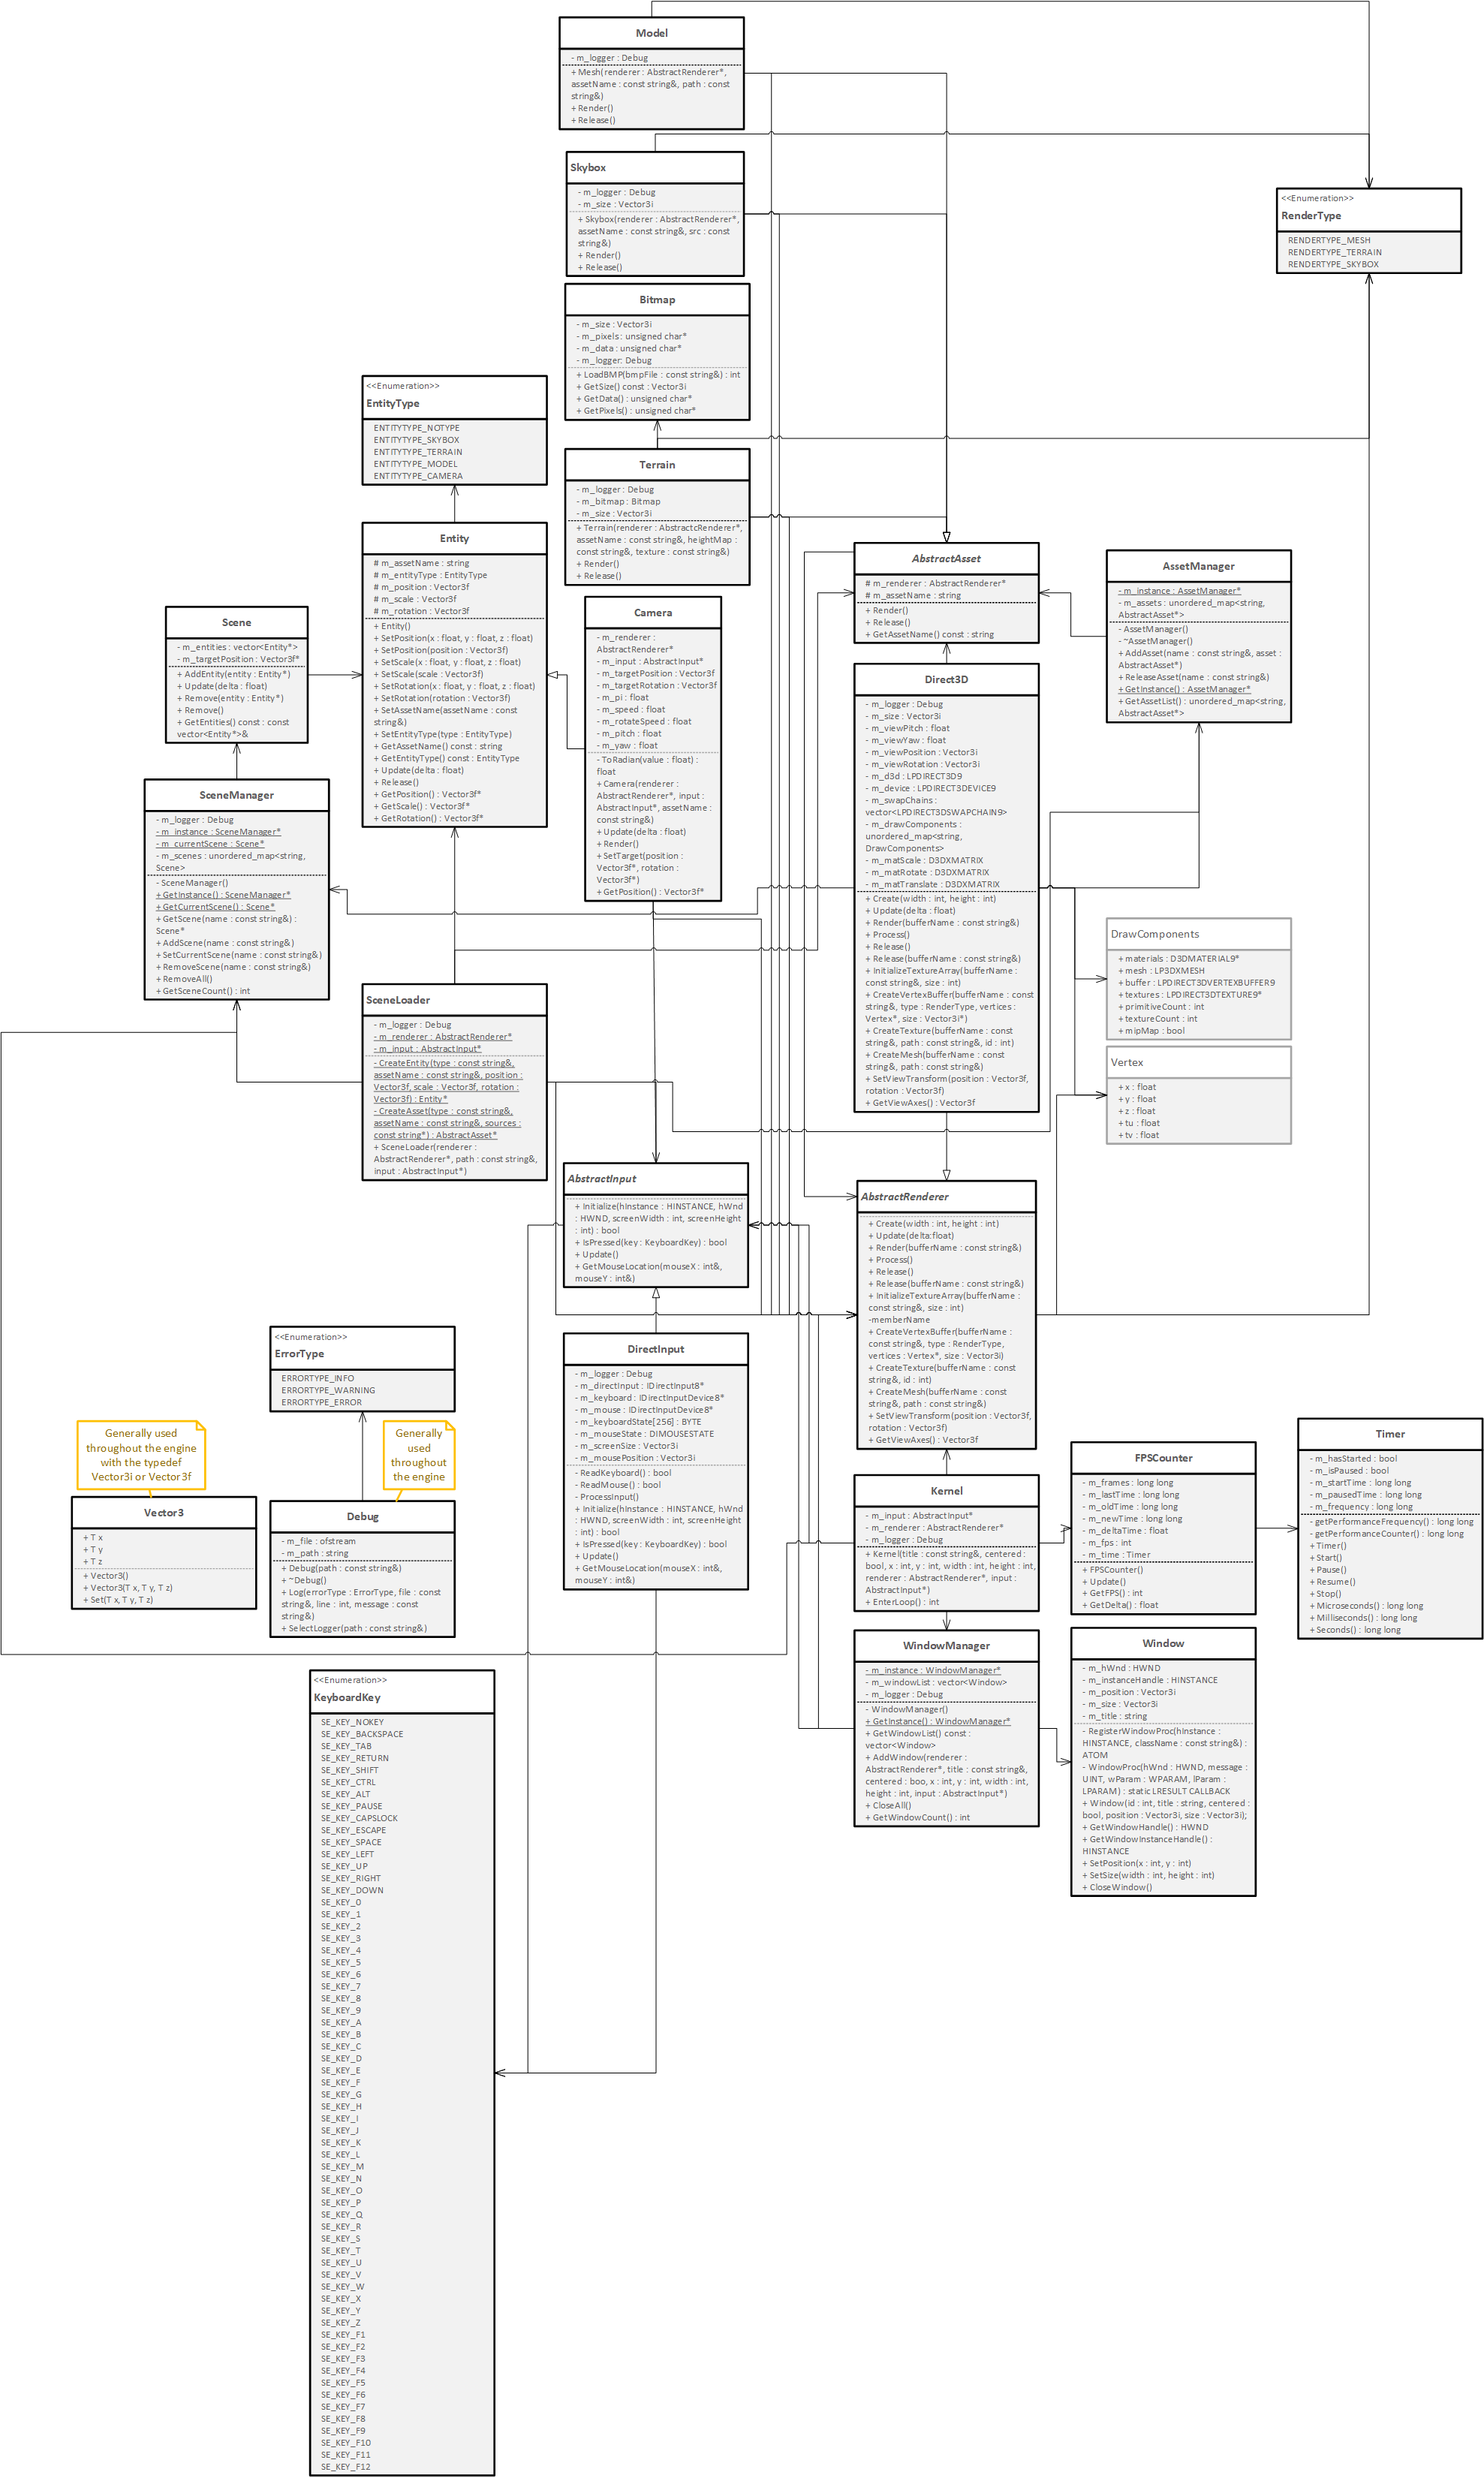 Model
- m_logger : Debug
+ Mesh(renderer : AbstractRenderer*,
assetName : const string&, path : const
string&)
+ Render()
+ Release()
Skybox
- m_logger : Debug
- m_size : Vector3i
+ Skybox(renderer : AbstractRenderer*,
assetName : const string&, src : const
string&)
+ Render()
+ Release()
<<Enumeration>>
RenderType
RENDERTYPE_MESH
RENDERTYPE_TERRAIN
RENDERTYPE_SKYBOX
Bitmap
- m_size : Vector3i
- m_pixels : unsigned char*
- m_data : unsigned char*
- m_logger: Debug
+ LoadBMP(bmpFile : const string&) : int
+ GetSize() const : Vector3i
+ GetData() : unsigned char*
+ GetPixels() : unsigned char*
<<Enumeration>>
EntityType
ENTITYTYPE_NOTYPE
ENTITYTYPE_SKYBOX
ENTITYTYPE_TERRAIN
ENTITYTYPE_MODEL
ENTITYTYPE_CAMERA
Terrain
- m_logger : Debug
- m_bitmap : Bitmap
- m_size : Vector3i
+ Terrain(renderer : AbstractcRenderer*,
assetName : const string&, heightMap :
const string&, texture : const string&)
+ Render()
+ Release()
Entity
# m_assetName : string
# m_entityType : EntityType
# m_position : Vector3f
# m_scale : Vector3f
# m_rotation : Vector3f
+ Entity()
+ SetPosition(x : float, y : float, z : float)
+ SetPosition(position : Vector3f)
+ SetScale(x : float, y : float, z : float)
+ SetScale(scale : Vector3f)
+ SetRotation(x : float, y : float, z : float)
+ SetRotation(rotation : Vector3f)
+ SetAssetName(assetName : const
string&)
+ SetEntityType(type : EntityType)
+ GetAssetName() const : string
+ GetEntityType() const : EntityType
+ Update(delta : float)
+ Release()
+ GetPosition() : Vector3f*
+ GetScale() : Vector3f*
+ GetRotation() : Vector3f*
AbstractAsset
# m_renderer : AbstractRenderer*
# m_assetName : string
+ Render()
+ Release()
+ GetAssetName() const : string
AssetManager
- m_instance : AssetManager*
- m_assets : unordered_map<string,
AbstractAsset*>
- AssetManager()
- ~AssetManager()
+ AddAsset(name : const string&, asset :
AbstractAsset*)
+ ReleaseAsset(name : const string&)
+ GetInstance() : AssetManager*
+ GetAssetList() : unordered_map<string,
AbstractAsset*>
Camera
- m_renderer :
AbstractRenderer*
- m_input : AbstractInput*
- m_targetPosition : Vector3f
- m_targetRotation : Vector3f
- m_pi : float
- m_speed : float
- m_rotateSpeed : float
- m_pitch : float
- m_yaw : float
- ToRadian(value : float) :
float
+ Camera(renderer :
AbstractRenderer*, input :
AbstractInput*, assetName :
const string&)
+ Update(delta : float)
+ Render()
+ SetTarget(position :
Vector3f*, rotation :
Vector3f*)
+ GetPosition() : Vector3f*
Scene
- m_entities : vector<Entity*>
- m_targetPosition : Vector3f*
+ AddEntity(entity : Entity*)
+ Update(delta : float)
+ Remove(entity : Entity*)
+ Remove()
+ GetEntities() const : const
vector<Entity*>&
Direct3D
- m_logger : Debug
- m_size : Vector3i
- m_viewPitch : float
- m_viewYaw : float
- m_viewPosition : Vector3i
- m_viewRotation : Vector3i
- m_d3d : LPDIRECT3D9
- m_device : LPDIRECT3DEVICE9
- m_swapChains :
vector<LPDIRECT3DSWAPCHAIN9>
- m_drawComponents :
unordered_map<string,
DrawComponents>
- m_matScale : D3DXMATRIX
- m_matRotate : D3DXMATRIX
- m_matTranslate : D3DXMATRIX
+ Create(width : int, height : int)
+ Update(delta : float)
+ Render(bufferName : const string&)
+ Process()
+ Release()
+ Release(bufferName : const string&)
+ InitializeTextureArray(bufferName :
const string&, size : int)
+ CreateVertexBuffer(bufferName : const
string&, type : RenderType, vertices :
Vertex*, size : Vector3i*)
+ CreateTexture(bufferName : const
string&, path : const string&, id : int)
+ CreateMesh(bufferName : const
string&, path : const string&)
+ SetViewTransform(position : Vector3f,
rotation : Vector3f)
+ GetViewAxes() : Vector3f
SceneManager
- m_logger : Debug
- m_instance : SceneManager*
- m_currentScene : Scene*
- m_scenes : unordered_map<string,
Scene>
- SceneManager()
+ GetInstance() : SceneManager*
+ GetCurrentScene() : Scene*
+ GetScene(name : const string&) :
Scene*
+ AddScene(name : const string&)
+ SetCurrentScene(name : const string&)
+ RemoveScene(name : const string&)
+ RemoveAll()
+ GetSceneCount() : int
DrawComponents
+ materials : D3DMATERIAL9*
+ mesh : LP3DXMESH
+ buffer : LPDIRECT3DVERTEXBUFFER9
+ textures : LPDIRECT3DTEXTURE9*
+ primitiveCount : int
+ textureCount : int
+ mipMap : bool
Vertex
+ x : float
+ y : float
+ z : float
+ tu : float
+ tv : float
SceneLoader
- m_logger : Debug
- m_renderer : AbstractRenderer*
- m_input : AbstractInput*
- CreateEntity(type : const string&,
assetName : const string&, position :
Vector3f, scale : Vector3f, rotation :
Vector3f) : Entity*
- CreateAsset(type : const string&,
assetName : const string&, sources :
const string*) : AbstractAsset*
+ SceneLoader(renderer :
AbstractRenderer*, path : const string&,
input : AbstractInput*)
AbstractInput
+ Initialize(hInstance : HINSTANCE, hWnd
: HWND, screenWidth : int, screenHeight
: int) : bool
+ IsPressed(key : KeyboardKey) : bool
+ Update()
+ GetMouseLocation(mouseX : int&,
mouseY : int&)
AbstractRenderer
+ Create(width : int, height : int)
+ Update(delta:float)
+ Render(bufferName : const string&)
+ Process()
+ Release()
+ Release(bufferName : const string&)
+ InitializeTextureArray(bufferName :
const string&, size : int)
-memberName
+ CreateVertexBuffer(bufferName :
const string&, type : RenderType,
vertices : Vertex*, size : Vector3i)
+ CreateTexture(bufferName : const
string&, id : int)
+ CreateMesh(bufferName : const
string&, path : const string&)
+ SetViewTransform(position : Vector3f,
rotation : Vector3f)
+ GetViewAxes() : Vector3f
<<Enumeration>>
ErrorType
ERRORTYPE_INFO
ERRORTYPE_WARNING
ERRORTYPE_ERROR
DirectInput
- m_logger : Debug
- m_directInput : IDirectInput8*
- m_keyboard : IDirectInputDevice8*
- m_mouse : IDirectInputDevice8*
- m_keyboardState[256] : BYTE
- m_mouseState : DIMOUSESTATE
- m_screenSize : Vector3i
- m_mousePosition : Vector3i
- ReadKeyboard() : bool
- ReadMouse() : bool
- ProcessInput()
+ Initialize(hInstance : HINSTANCE, hWnd
: HWND, screenWidth : int, screenHeight
: int) : bool
+ IsPressed(key : KeyboardKey) : bool
+ Update()
+ GetMouseLocation(mouseX : int&,
mouseY : int&)
Generally used
throughout the engine
with the typedef
Vector3i or Vector3f
Generally
used
throughout
the engine
Vector3
+ T x
+ T y
+ T z
+ Vector3()
+ Vector3(T x, T y, T z)
+ Set(T x, T y, T z)
Debug
- m_file : ofstream
- m_path : string
+ Debug(path : const string&)
+ ~Debug()
+ Log(errorType : ErrorType, file : const
string&, line : int, message : const
string&)
+ SelectLogger(path : const string&)
Kernel
- m_input : AbstractInput*
- m_renderer : AbstractRenderer*
- m_logger : Debug
+ Kernel(title : const string&, centered :
bool, x : int, y : int, width : int, height : int,
renderer : AbstractRenderer*, input :
AbstractInput*)
+ EnterLoop() : int
FPSCounter
- m_frames : long long
- m_lastTime : long long
- m_oldTime : long long
- m_newTime : long long
- m_deltaTime : float
- m_fps : int
- m_time : Timer
+ FPSCounter()
+ Update()
+ GetFPS() : int
+ GetDelta() : float
Timer
- m_hasStarted : bool
- m_isPaused : bool
- m_startTime : long long
- m_pausedTime : long long
- m_frequency : long long
- getPerformanceFrequency() : long long
- getPerformanceCounter() : long long
+ Timer()
+ Start()
+ Pause()
+ Resume()
+ Stop()
+ Microseconds() : long long
+ Milliseconds() : long long
+ Seconds() : long long
WindowManager
- m_instance : WindowManager*
- m_windowList : vector<Window>
- m_logger : Debug
- WindowManager()
+ GetInstance() : WindowManager*
+ GetWindowList() const :
vector<Window>
+ AddWindow(renderer :
AbstractRenderer*, title : const string&,
centered : boo, x : int, y : int, width : int,
height : int, input : AbstractInput*)
+ CloseAll()
+ GetWindowCount() : int
Window
- m_hWnd : HWND
- m_instanceHandle : HINSTANCE
- m_position : Vector3i
- m_size : Vector3i
- m_title : string
- RegisterWindowProc(hInstance :
HINSTANCE, className : const string&) :
ATOM
- WindowProc(hWnd : HWND, message :
UINT, wParam : WPARAM, lParam :
LPARAM) : static LRESULT CALLBACK
+ Window(id : int, title : string, centered :
bool, position : Vector3i, size : Vector3i);
+ GetWindowHandle() : HWND
+ GetWindowInstanceHandle() :
HINSTANCE
+ SetPosition(x : int, y : int)
+ SetSize(width : int, height : int)
+ CloseWindow()
<<Enumeration>>
KeyboardKey
SE_KEY_NOKEY
SE_KEY_BACKSPACE
SE_KEY_TAB
SE_KEY_RETURN
SE_KEY_SHIFT
SE_KEY_CTRL
SE_KEY_ALT
SE_KEY_PAUSE
SE_KEY_CAPSLOCK
SE_KEY_ESCAPE
SE_KEY_SPACE
SE_KEY_LEFT
SE_KEY_UP
SE_KEY_RIGHT
SE_KEY_DOWN
SE_KEY_0
SE_KEY_1
SE_KEY_2
SE_KEY_3
SE_KEY_4
SE_KEY_5
SE_KEY_6
SE_KEY_7
SE_KEY_8
SE_KEY_9
SE_KEY_A
SE_KEY_B
SE_KEY_C
SE_KEY_D
SE_KEY_E
SE_KEY_F
SE_KEY_G
SE_KEY_H
SE_KEY_I
SE_KEY_J
SE_KEY_K
SE_KEY_L
SE_KEY_M
SE_KEY_N
SE_KEY_O
SE_KEY_P
SE_KEY_Q
SE_KEY_R
SE_KEY_S
SE_KEY_T
SE_KEY_U
SE_KEY_V
SE_KEY_W
SE_KEY_X
SE_KEY_Y
SE_KEY_Z
SE_KEY_F1
SE_KEY_F2
SE_KEY_F3
SE_KEY_F4
SE_KEY_F5
SE_KEY_F6
SE_KEY_F7
SE_KEY_F8
SE_KEY_F9
SE_KEY_F10
SE_KEY_F11
SE_KEY_F12